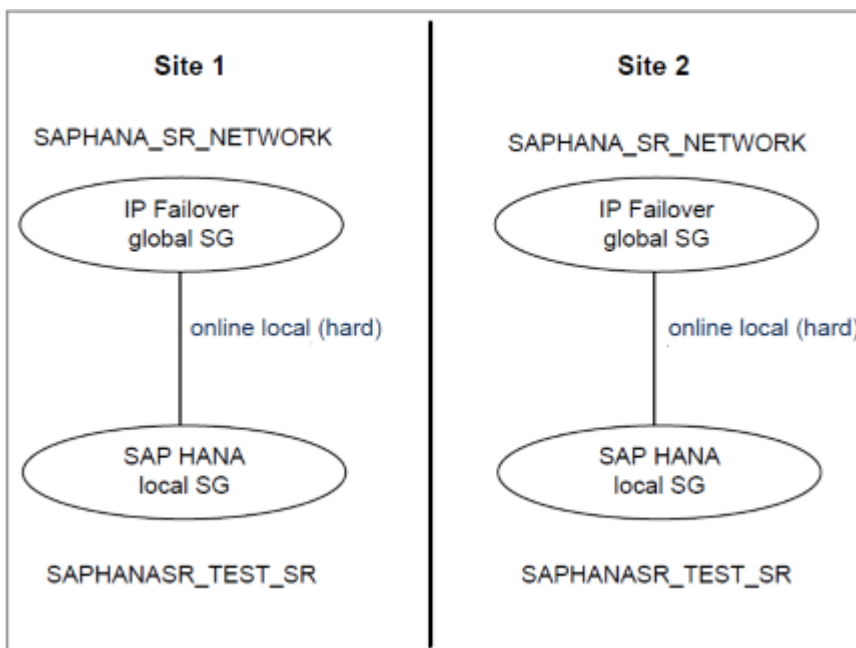 Site 1
SAPHANA_SR_NETWORK
IP Failover
global SG
online local (hard)
SAP HANA
local SG
SAPHANASR_TEST_SR
Site 2
SAPHANA_SR_NETWORK
IP Failover
global SG
online local (hard)
SAP HANA
local SG
SAPHANASR_TEST_SR